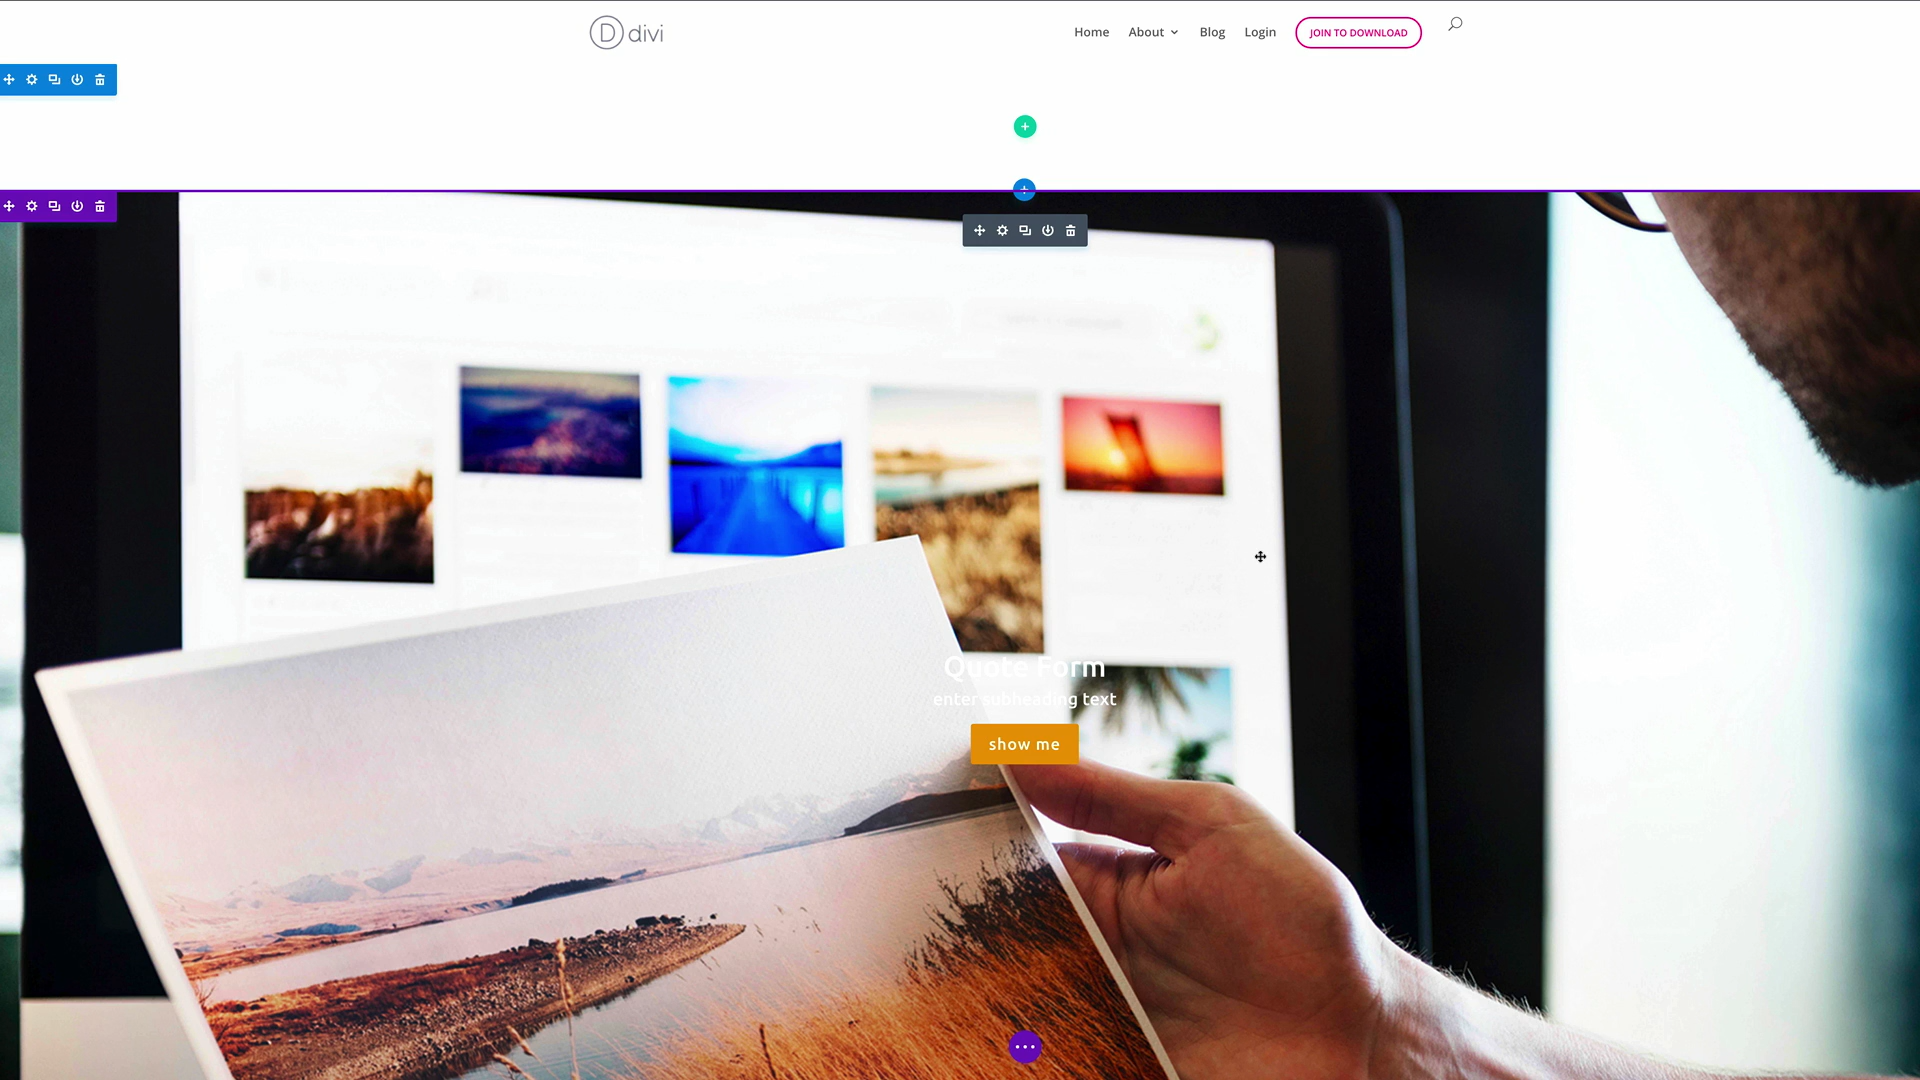 D divi
Home About Blog Login JOIN TO DOWNLOAD
Quote Form
enter subheading text
show me